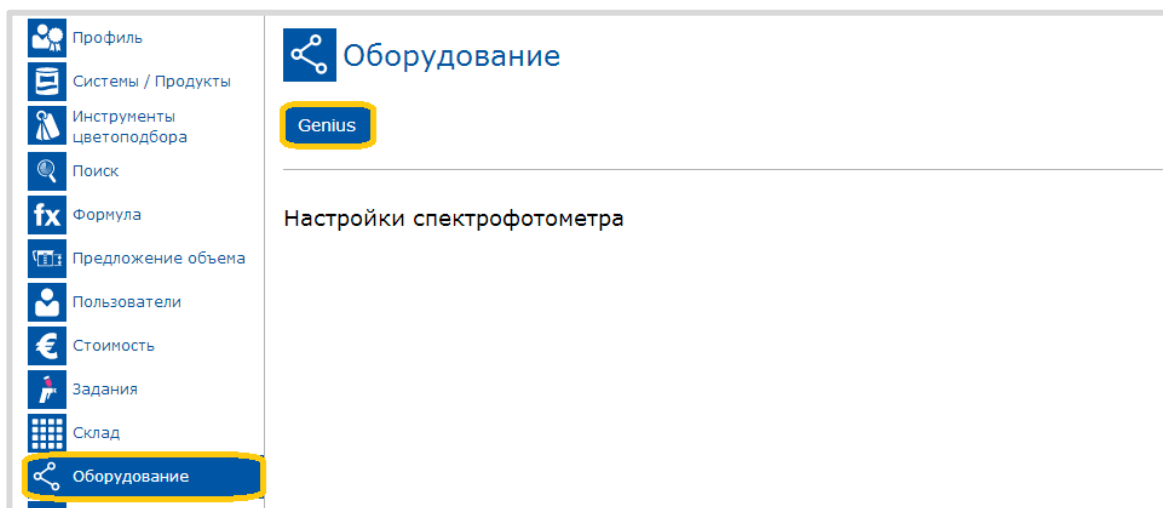 Профиль
Системы / Продукты
Инструменты
цветоподбора
Поиск
fx Формула
Предложение объема
Пользователи
€ Стоимость
Задания
Склад
Оборудование
Оборудование
Genius
Настройки спектрофотометра